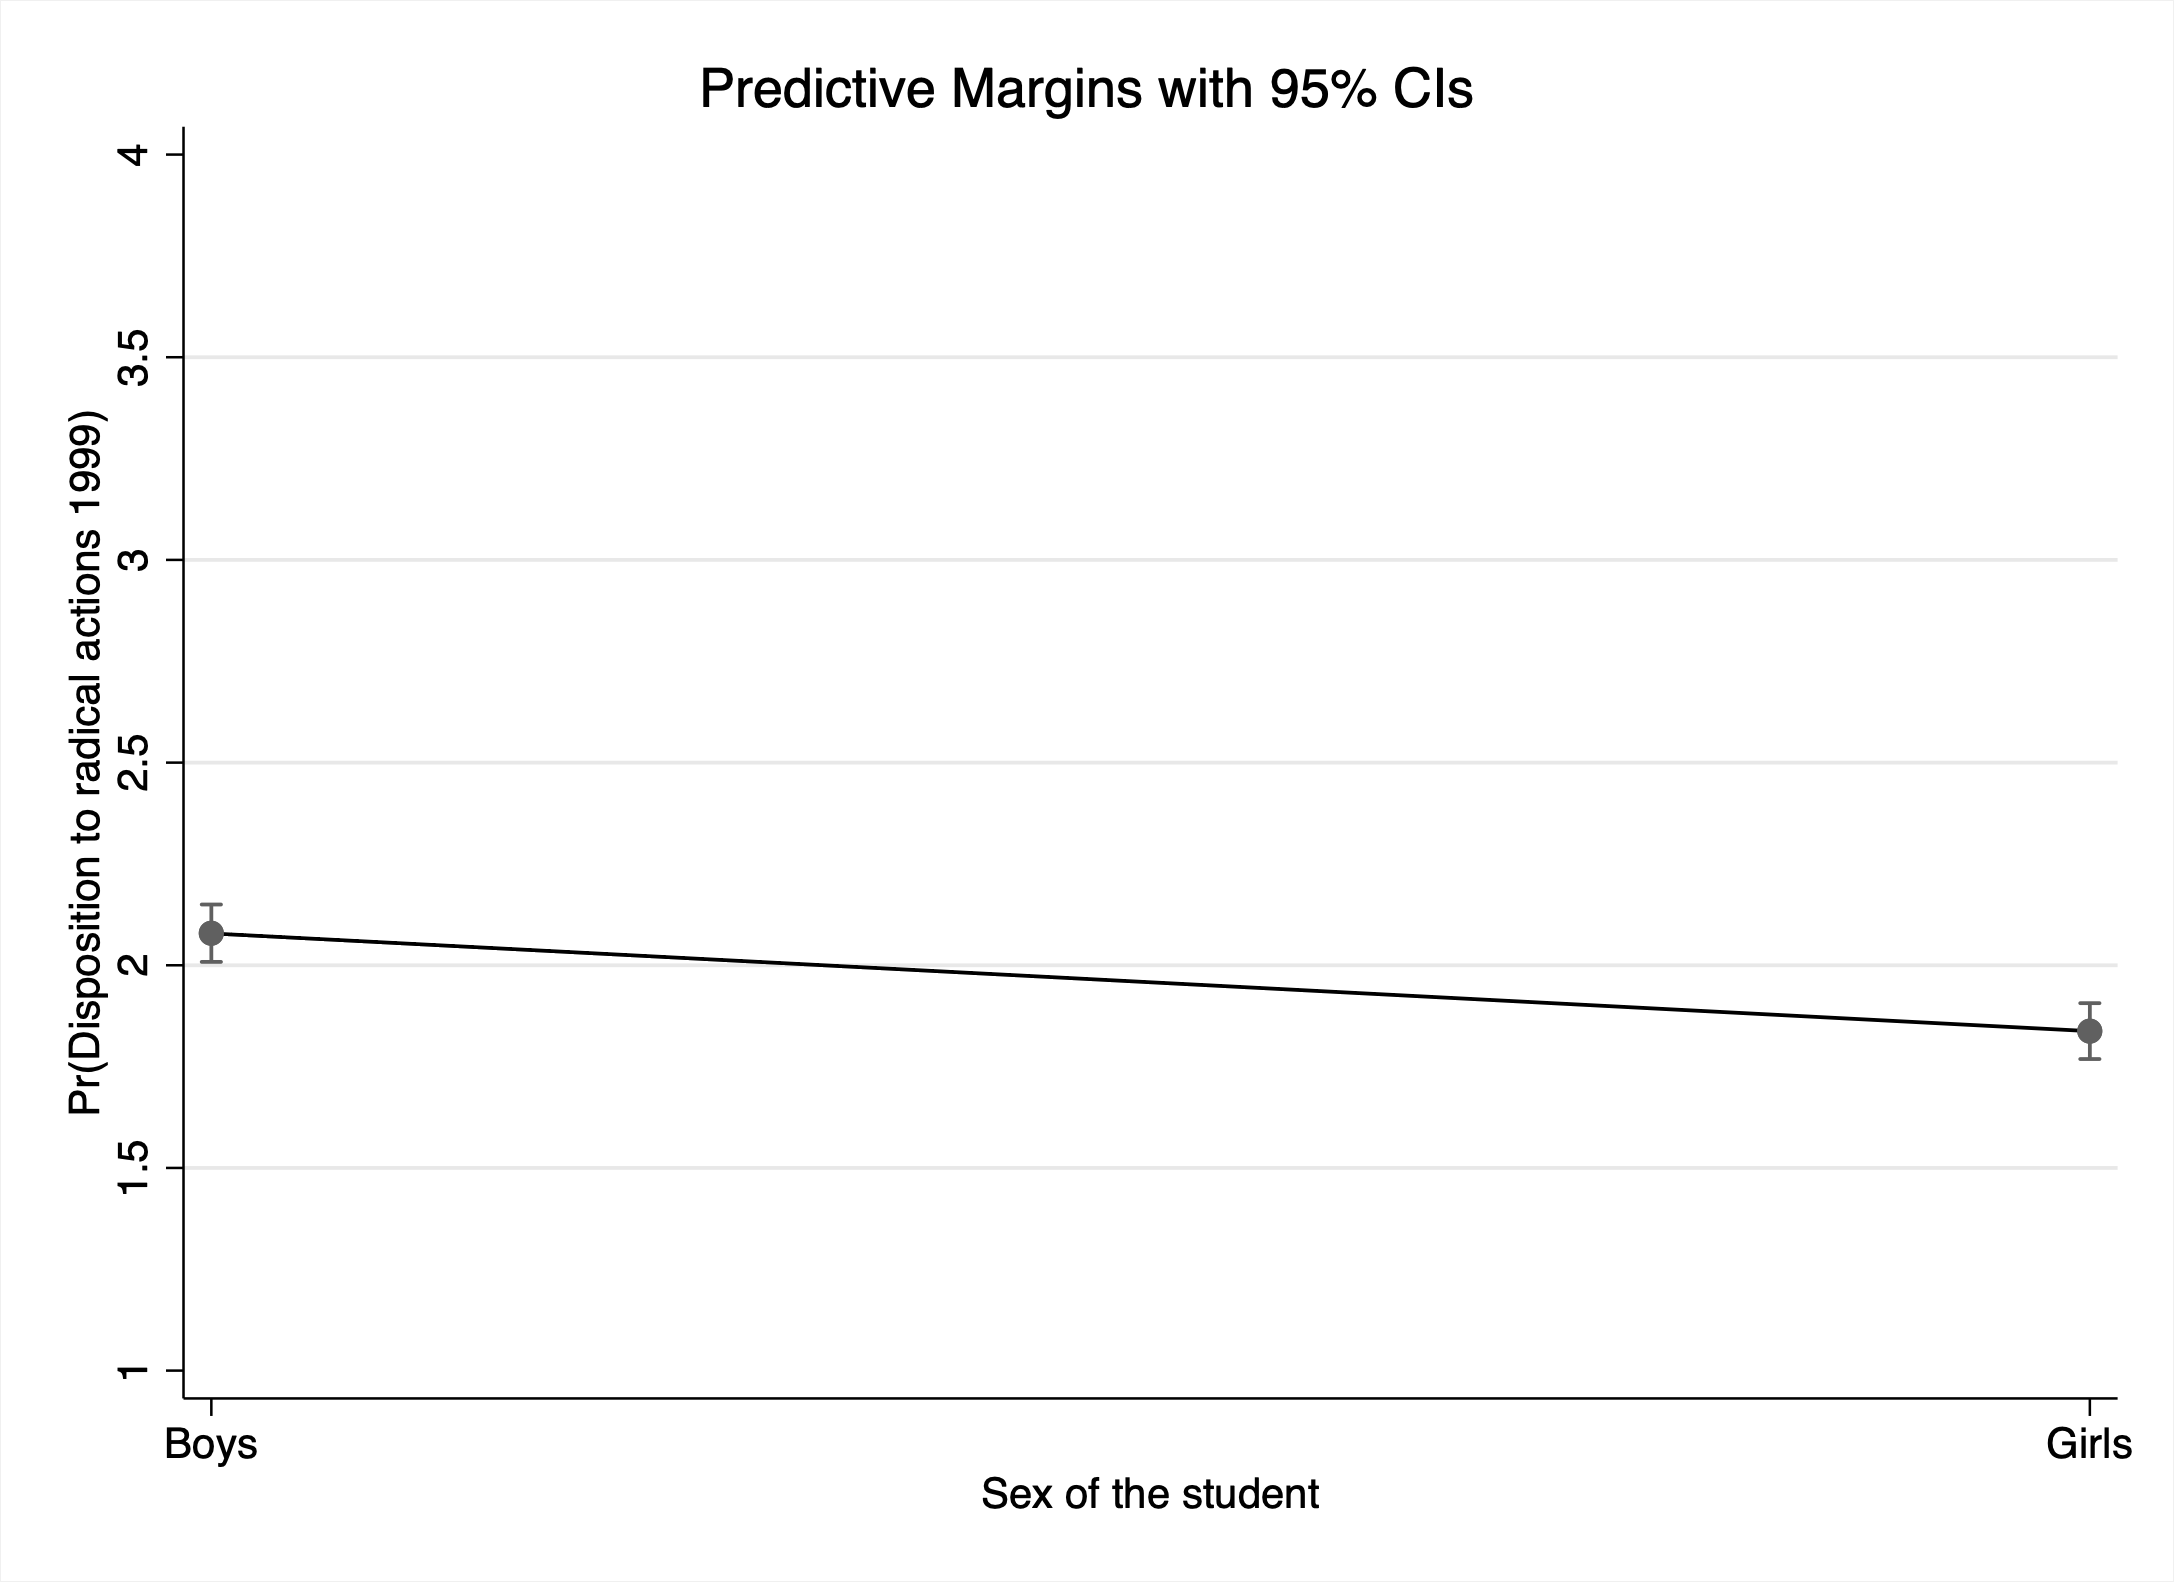 Predictive Margins with 95% CIs
Pr(Disposition to radical actions 1999)
4
3.5
3
2.5
2
1.5
1
Boys
Girls
Sex of the student